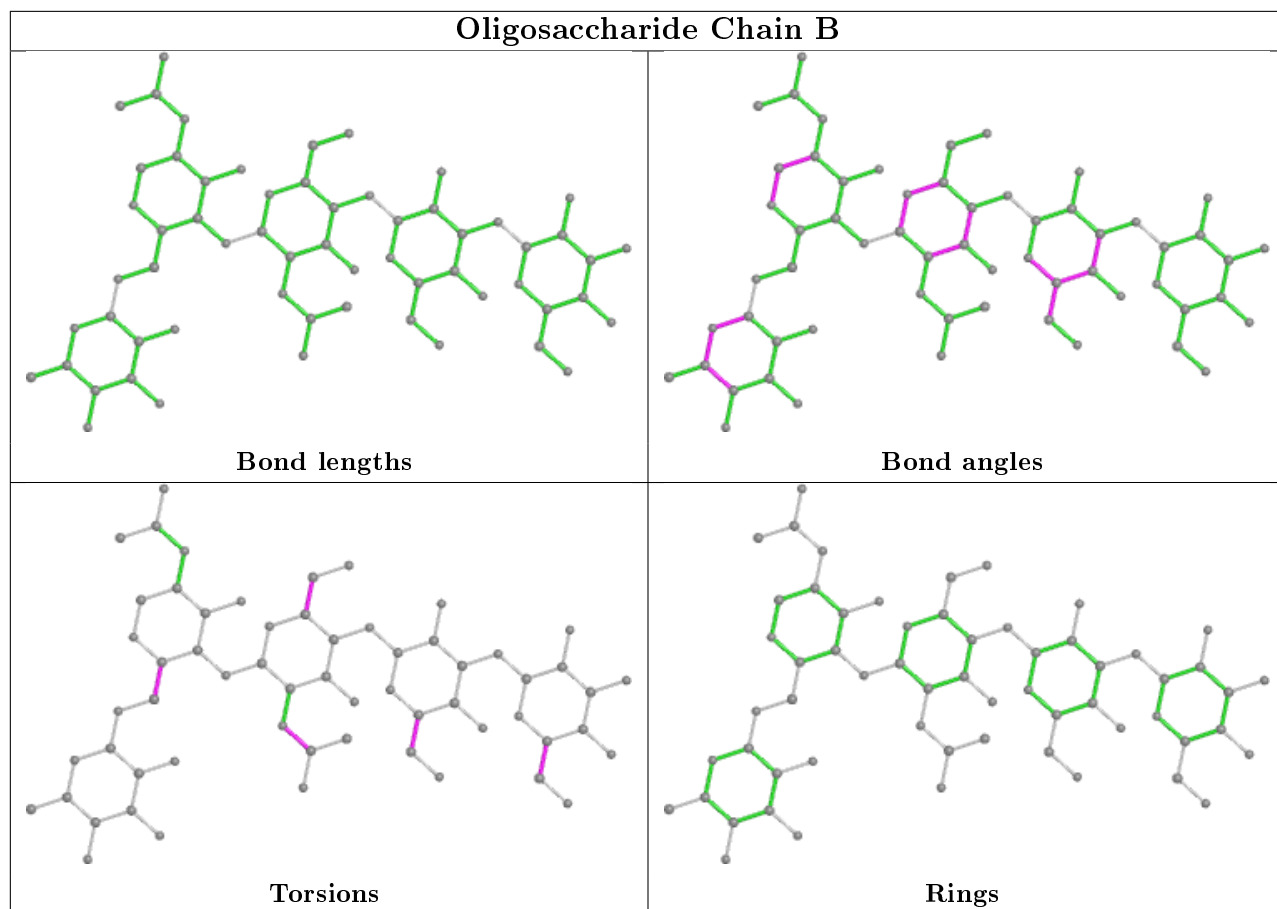 Oligosaccharide Chain B
Bond lengths
Bond angles
Torsions
Rings